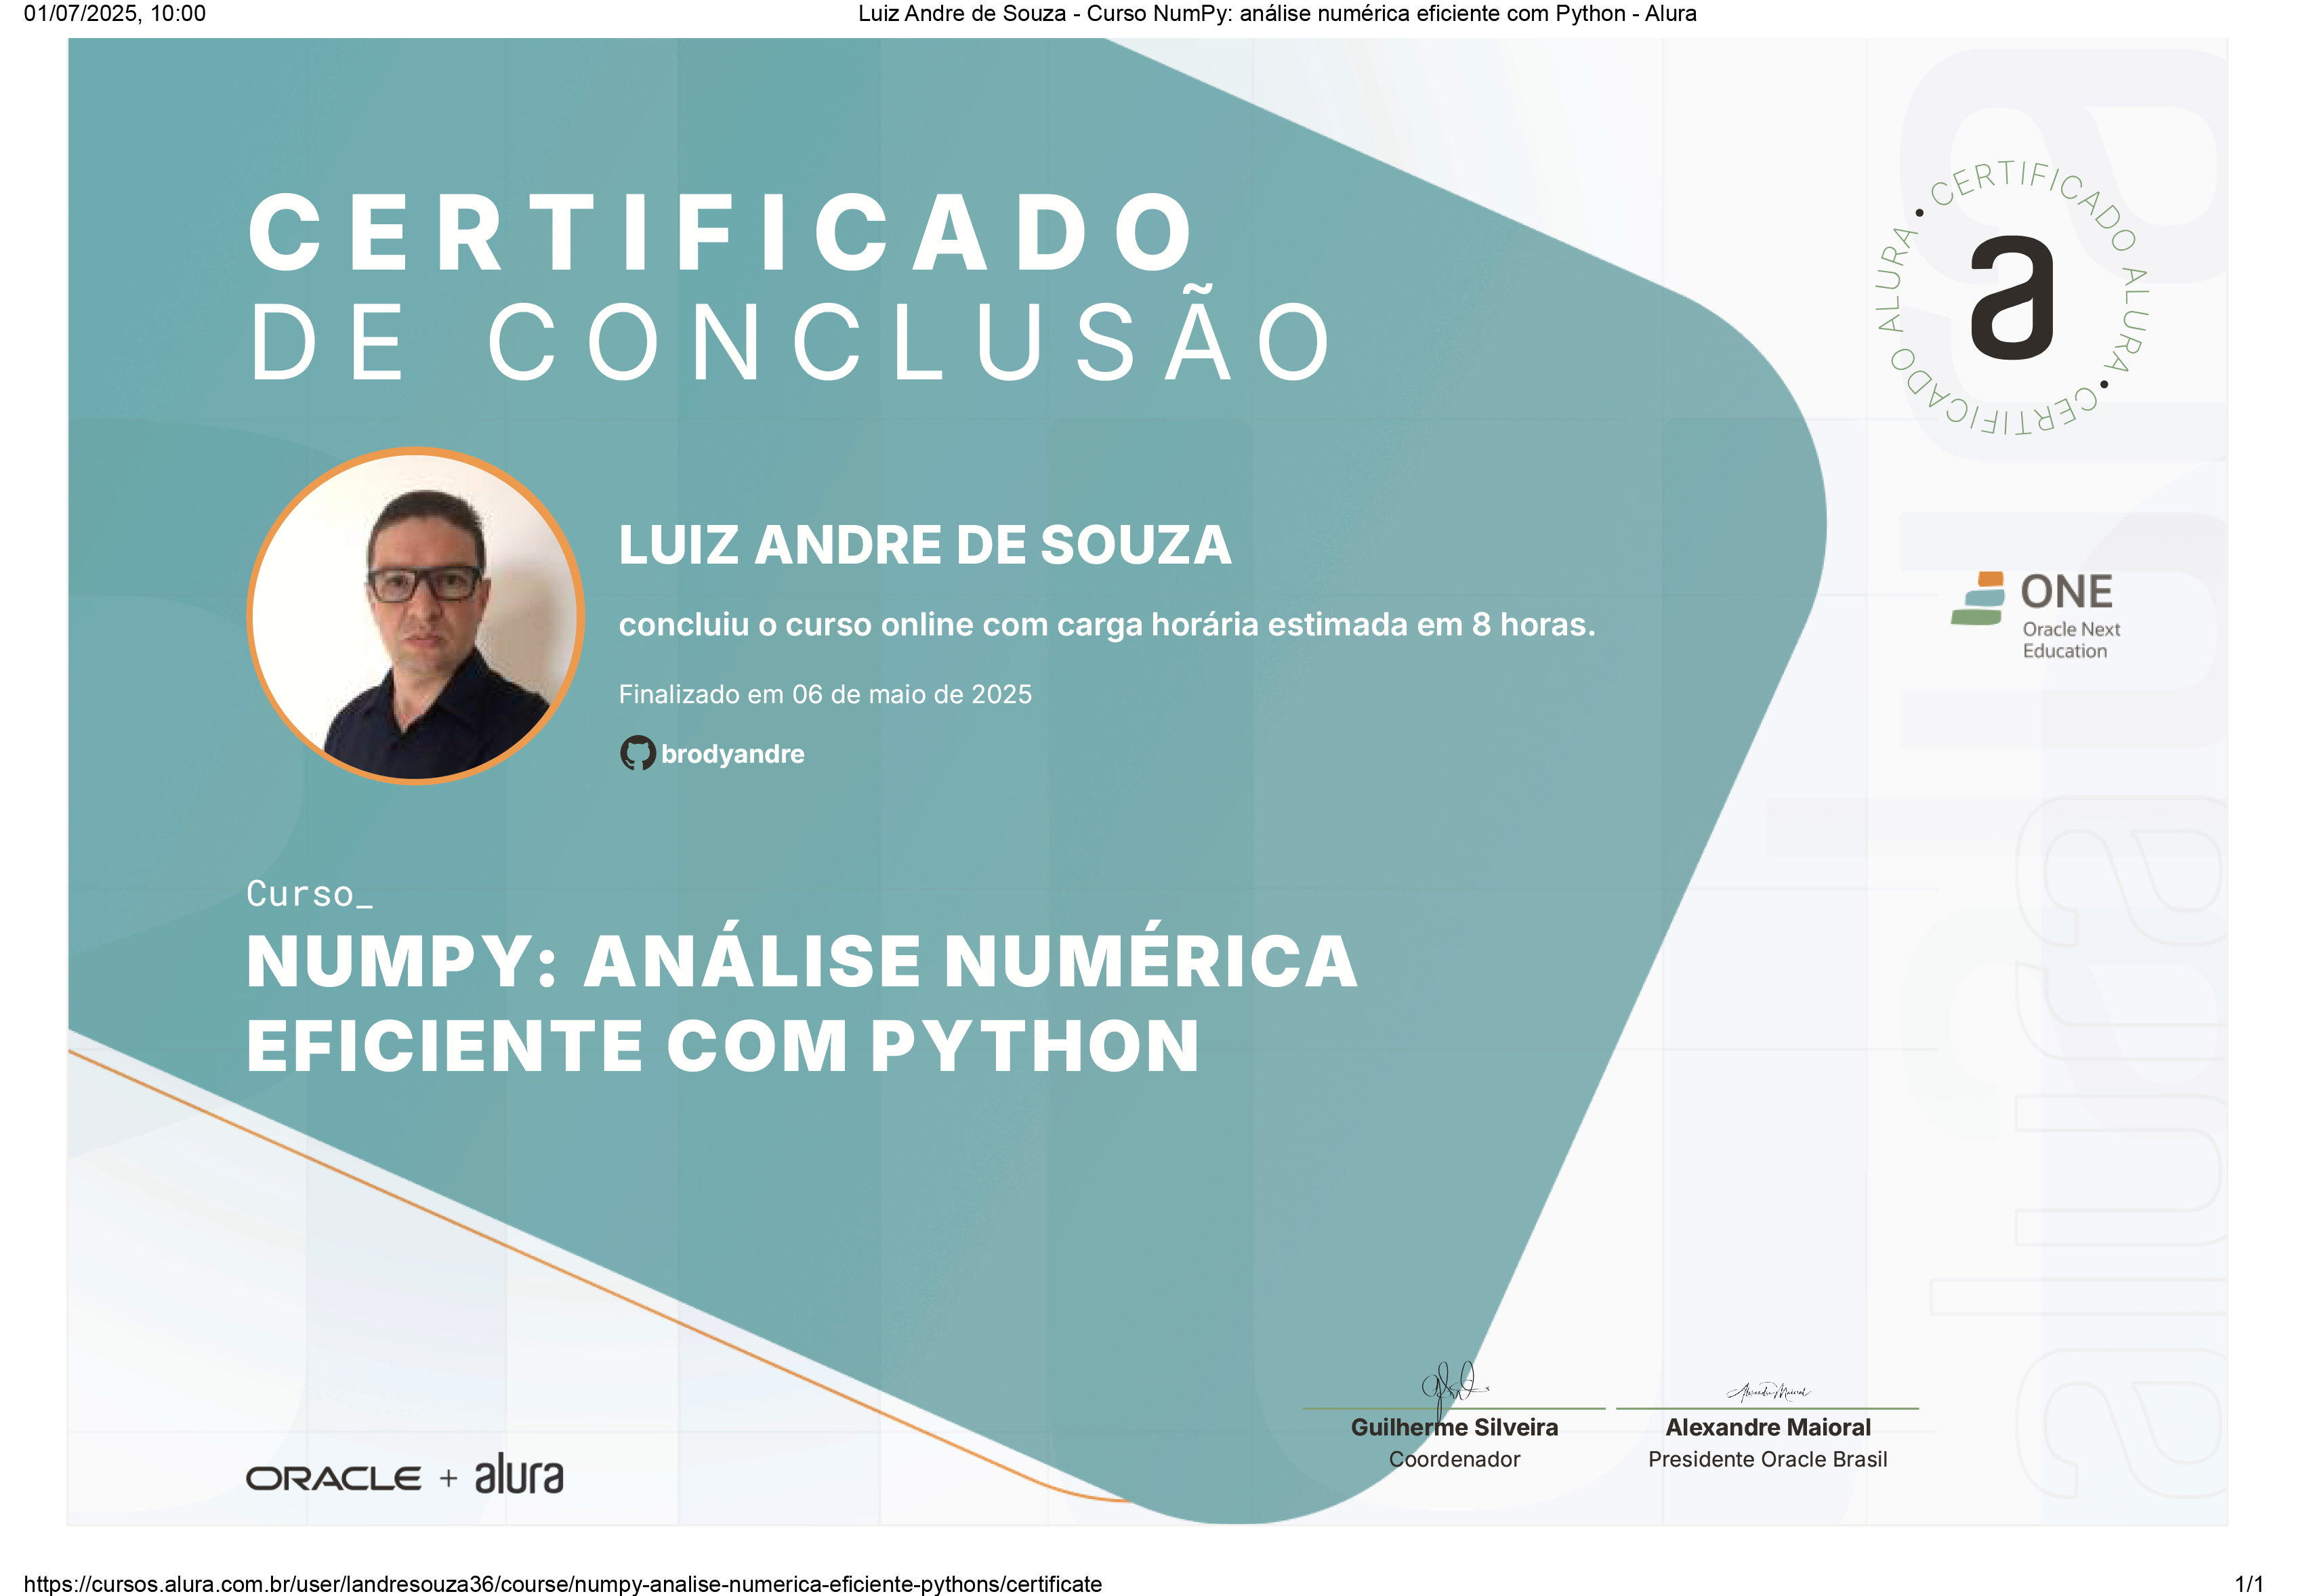 01/07/2025, 10:00
Luiz Andre de Souza - Curso NumPy: análise numérica eficiente com Python - Alura
CERTIFICADO
DE CONCLUSÃO
CERTIFICADO ALURA • CERTIFICADO ALURA •
a
LUIZ ANDRE DE SOUZA
concluiu o curso online com carga horária estimada em 8 horas.
Finalizado em 06 de maio de 2025
brodyandre
ONE
Oracle Next
Education
Curso_
NUMPY: ANÁLISE NUMÉRICA
EFICIENTE COM PYTHON
alura
Alexandre Maioral
Guilherme Silveira
Coordenador
Alexandre Maioral
Presidente Oracle Brasil
ORACLE + alura
https://cursos.alura.com.br/user/landresouza36/course/numpy-analise-numerica-eficiente-pythons/certificate
1/1